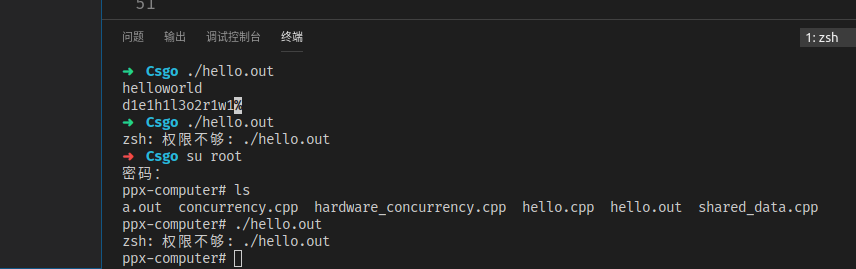 51
问题 输出 调试控制台 终端 1: zsh
➜ Csgo ./hello.out
helloworld
d1e1h1l3o2r1w1%
➜ Csgo ./hello.out
zsh: 权限不够: ./hello.out
➜ Csgo su root
密码：
ppx-computer# ls
a.out concurrency.cpp hardware_concurrency.cpp hello.cpp hello.out shared_data.cpp
ppx-computer# ./hello.out
zsh: 权限不够: ./hello.out
ppx-computer#